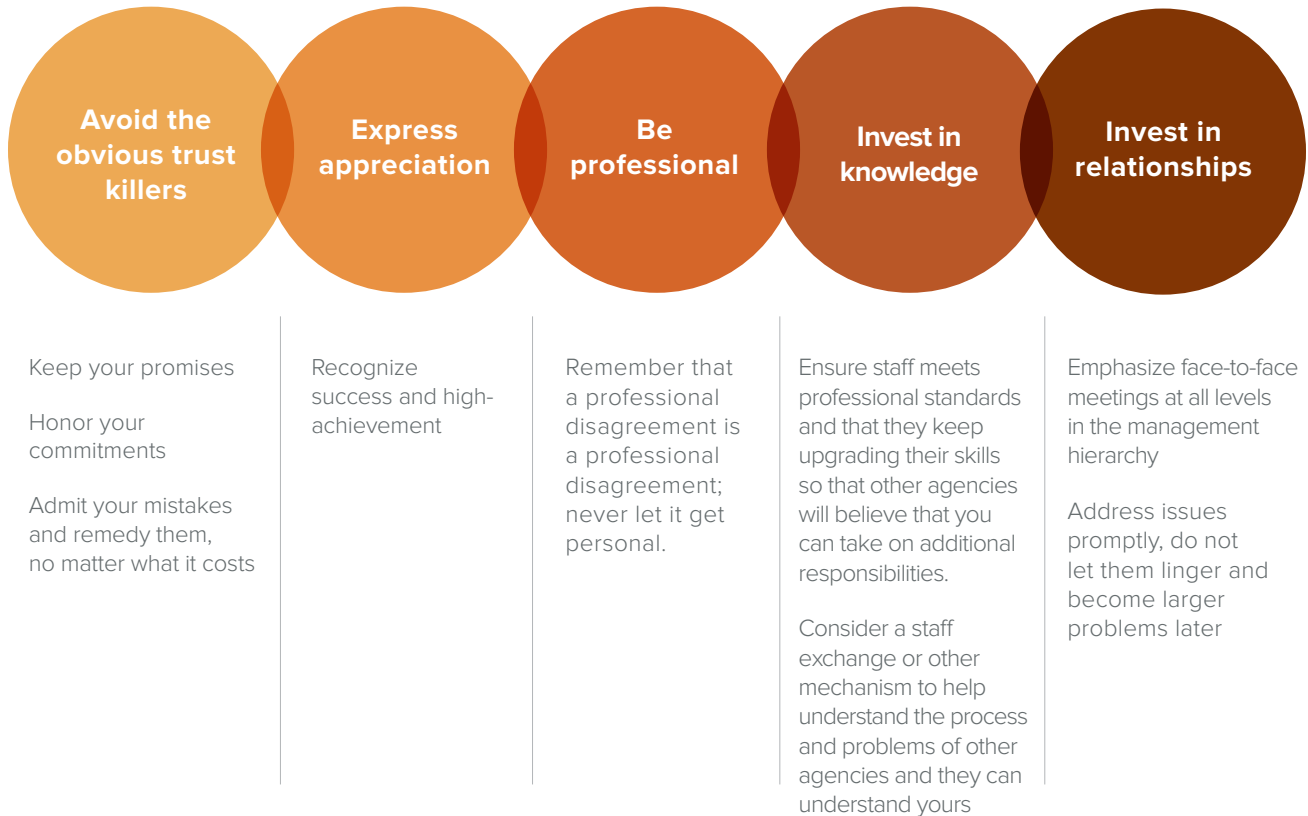 Avoid the
obvious trust
killers
Express
appreciation
Be
professional
Invest in
knowledge
Invest in
relationships
Keep your promises
Honor your
commitments
Admit your mistakes
and remedy them,
no matter what it costs
Recognize
success and high-
achievement
Remember that
a professional
disagreement is
a professional
disagreement;
never let it get
personal.
Ensure staff meets
professional standards
and that they keep
upgrading their skills
so that other agencies
will believe that you
can take on additional
responsibilities.
Consider a staff
exchange or other
mechanism to help
understand the process
and problems of other
agencies and they can
understand yours
Emphasize face-to-face
meetings at all levels
in the management
hierarchy
Address issues
promptly, do not
let them linger and
become larger
problems later